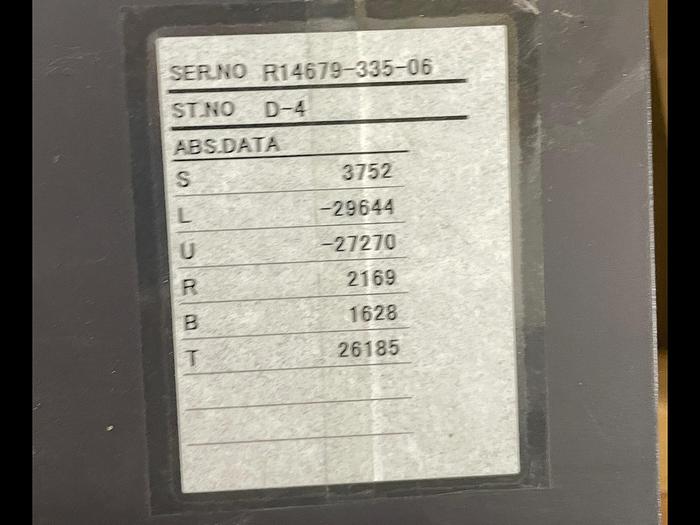 SER.NO R14679-335-06
ST.NO D-4
ABS.DATA
S 3752
L -29644
U -27270
R 2169
B 1628
T 26185